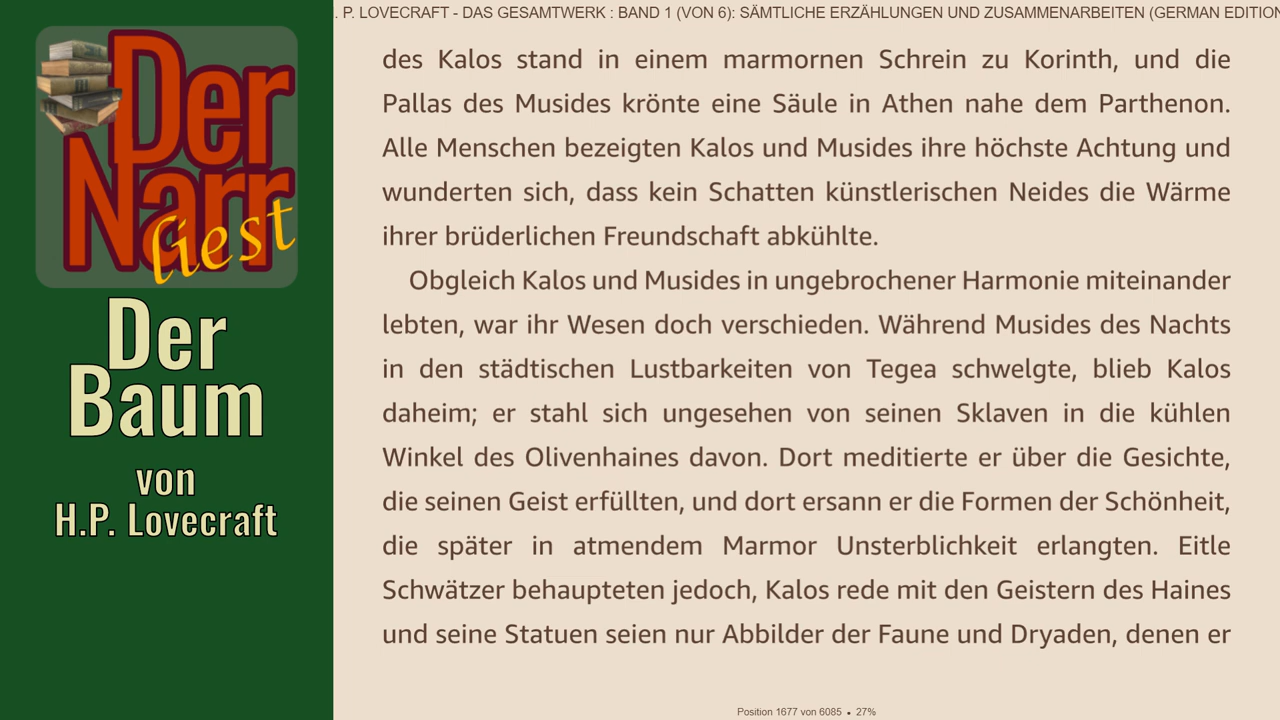 Der
Narr
liest
Der
Baum
von
H.P. Lovecraft
. P. LOVECRAFT - DAS GESAMTWERK : BAND 1 (VON 6): SÄMTLICHE ERZÄHLUNGEN UND ZUSAMMENARBEITEN (GERMAN EDITION
des Kalos stand in einem marmornen Schrein zu Korinth, und die
Pallas des Musides krönte eine Säule in Athen nahe dem Parthenon.
Alle Menschen bezeigten Kalos und Musides ihre höchste Achtung und
wunderten sich, dass kein Schatten künstlerischen Neides die Wärme
ihrer brüderlichen Freundschaft abkühlte.
Obgleich Kalos und Musides in ungebrochener Harmonie miteinander
lebten, war ihr Wesen doch verschieden. Während Musides des Nachts
in den städtischen Lustbarkeiten von Tegea schwelgte, blieb Kalos
daheim; er stahl sich ungesehen von seinen Sklaven in die kühlen
Winkel des Olivenhaines davon. Dort meditierte er über die Gesichte,
die seinen Geist erfüllten, und dort ersann er die Formen der Schönheit,
die später in atmendem Marmor Unsterblichkeit erlangten. Eitle
Schwätzer behaupteten jedoch, Kalos rede mit den Geistern des Haines
und seine Statuen seien nur Abbilder der Faune und Dryaden, denen er
Position 1677 von 6085 • 27%